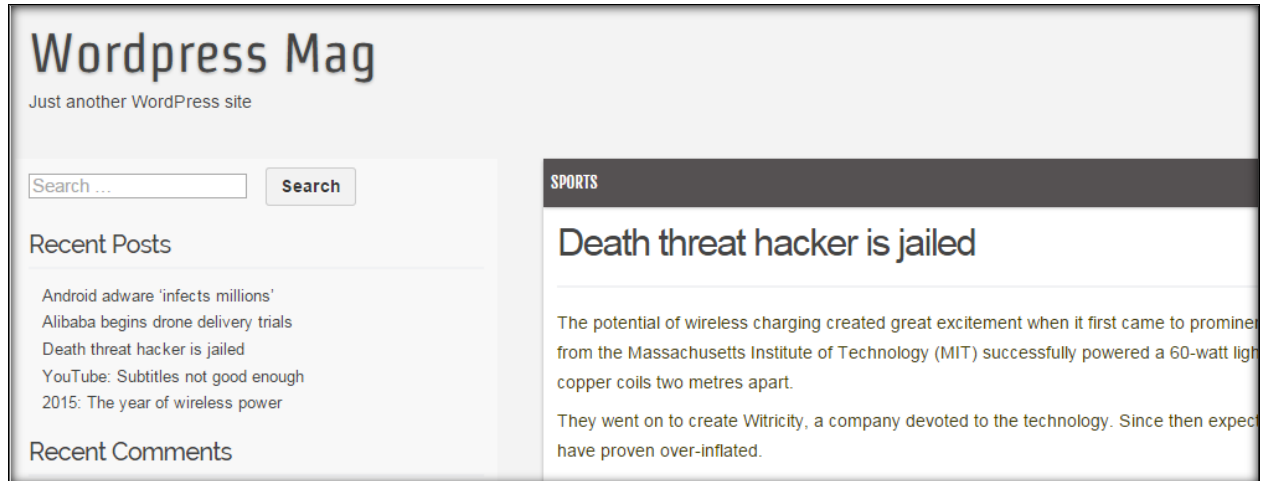 Wordpress Mag
Just another WordPress site
Search ...
Search
Recent Posts
Android adware ‘infects millions’
Alibaba begins drone delivery trials
Death threat hacker is jailed
YouTube: Subtitles not good enough
2015: The year of wireless power
Recent Comments
SPORTS
Death threat hacker is jailed
The potential of wireless charging created great excitement when it first came to
from the Massachusetts Institute of Technology (MIT) successfully powered a 60-watt
copper coils two metres apart.
They went on to create Witricity, a company devoted to the technology. Since then
have proven over-inflated.